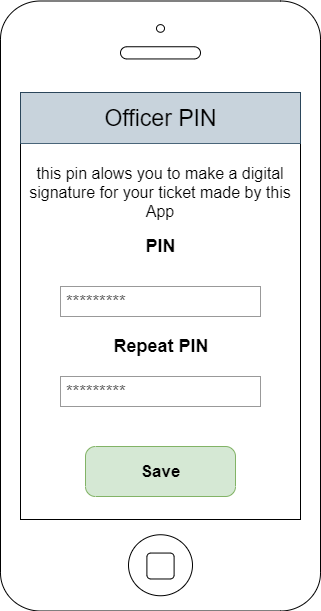 Officer PIN
this pin alows you to make a digital
signature for your ticket made by this
App
PIN
*********
Repeat PIN
*********
Save